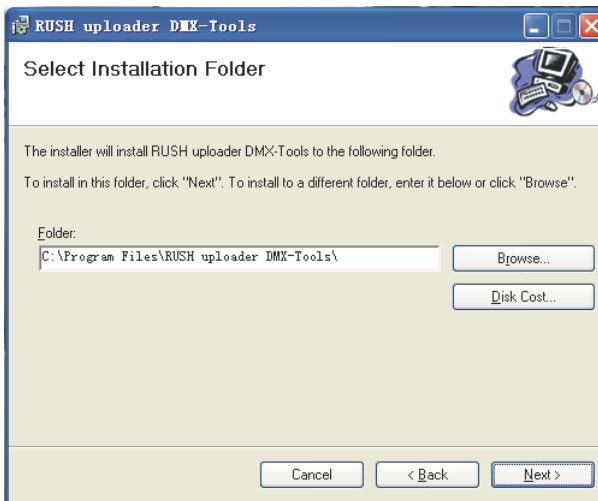 RUSH uploader DMX-Tools
Select Installation Folder
The installer will install RUSH uploader DMX-Tools to the following folder.
To install in this folder, click "Next". To install to a different folder, enter it below or click "Browse".
Folder:
C:\Program Files\RUSH uploader DMX-Tools\
Browse...
Disk Cost...
Cancel
< Back
Next >